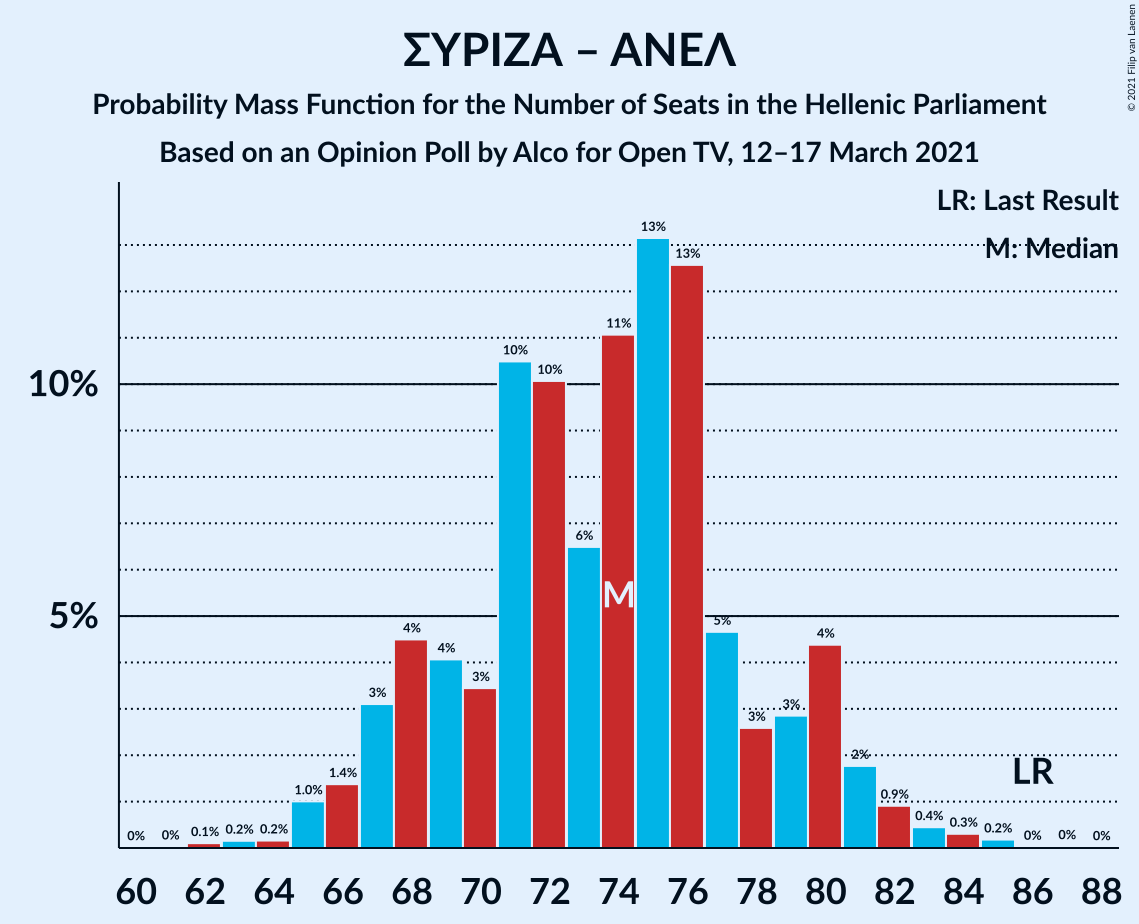 ΣΥΡΙΖΑ – ΑΝΕΛ
Probability Mass Function for the Number of Seats in the Hellenic Parliament
Based on an Opinion Poll by Alco for Open TV, 12–17 March 2021
© 2021 Filip van Laenen
LR: Last Result
M: Median
10%
5%
0% 0% 0.1% 0.2% 0.2% 1.0% 1.4% 3% 4% 4% 3% 10% 10% 6% 11% 13% 13% 5% 3% 3% 4% 2% 0.9% 0.4% 0.3% 0.2% 0% 0% 0%
M
LR
60 62 64 66 68 70 72 74 76 78 80 82 84 86 88